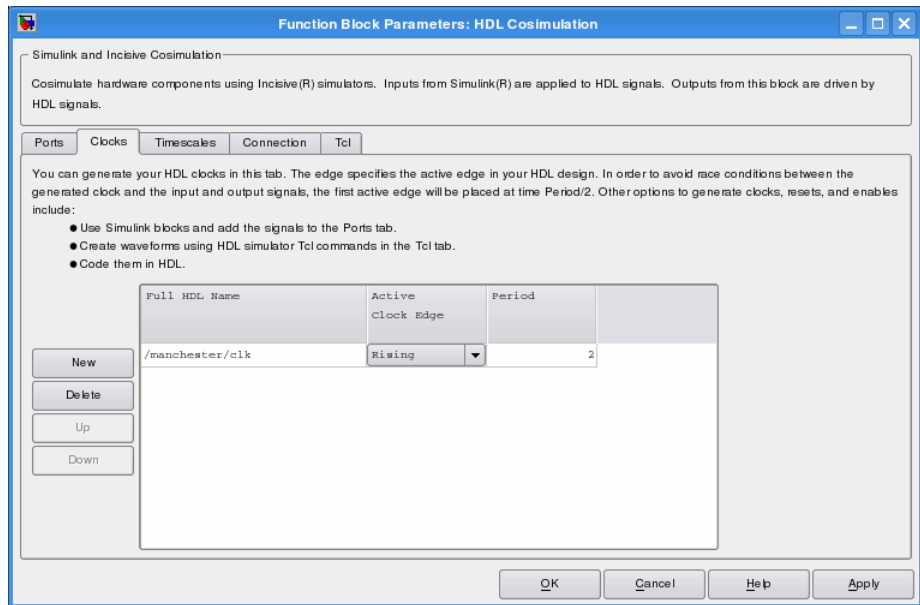 Function Block Parameters: HDL Cosimulation
Simulink and Incisive Cosimulation
Cosimulate hardware components using Incisive(R) simulators. Inputs from Simulink(R) are applied to HDL signals. Outputs from this block are driven by
HDL signals.
Ports Clocks Timescales Connection Tcl
You can generate your HDL clocks in this tab. The edge specifies the active edge in your HDL design. In order to avoid race conditions between the
generated clock and the input and output signals, the first active edge will be placed at time Period/2. Other options to generate clocks, resets, and enables
include:
● Use Simulink blocks and add the signals to the Ports tab.
● Create waveforms using HDL simulator Tcl commands in the Tcl tab.
● Code them in HDL.
Full HDL Name Active Period
Clock Edge
/manchester/clk Rising 2
New
Delete
Up
Down
OK Cancel Help Apply